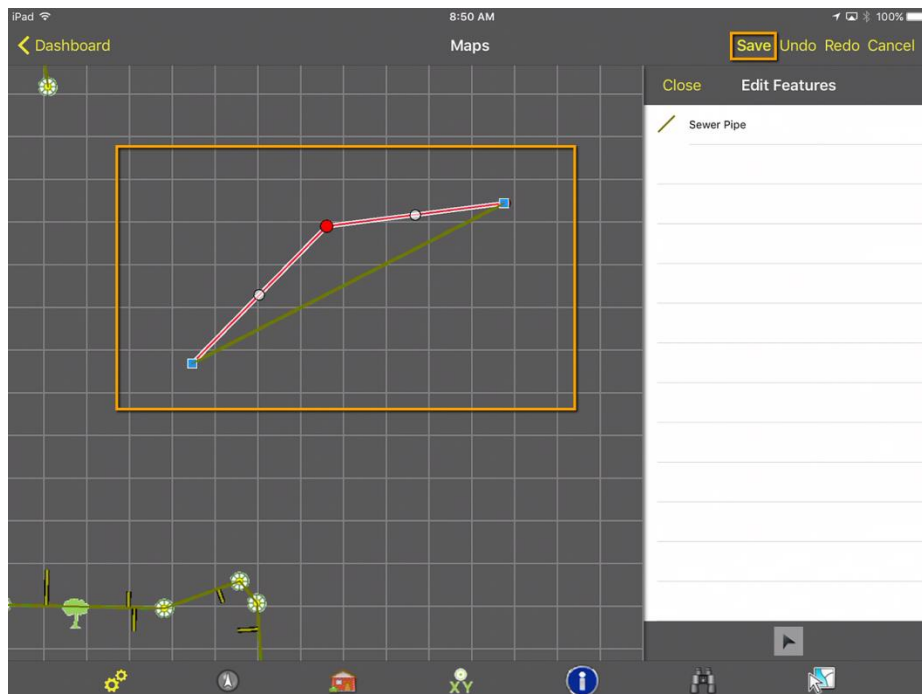 iPad 8:50 AM 100%
Dashboard Maps Save Undo Redo Cancel
Close Edit Features
Sewer Pipe
XY
i